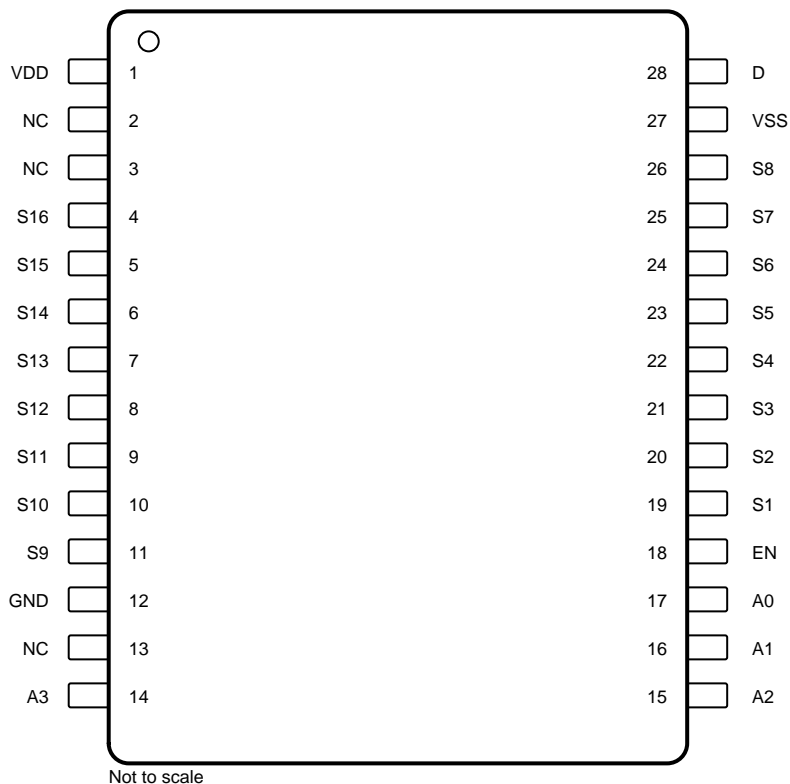 VDD 1 28 D
NC 2 27 VSS
NC 3 26 S8
S16 4 25 S7
S15 5 24 S6
S14 6 23 S5
S13 7 22 S4
S12 8 21 S3
S11 9 20 S2
S10 10 19 S1
S9 11 18 EN
GND 12 17 A0
NC 13 16 A1
A3 14 15 A2
Not to scale